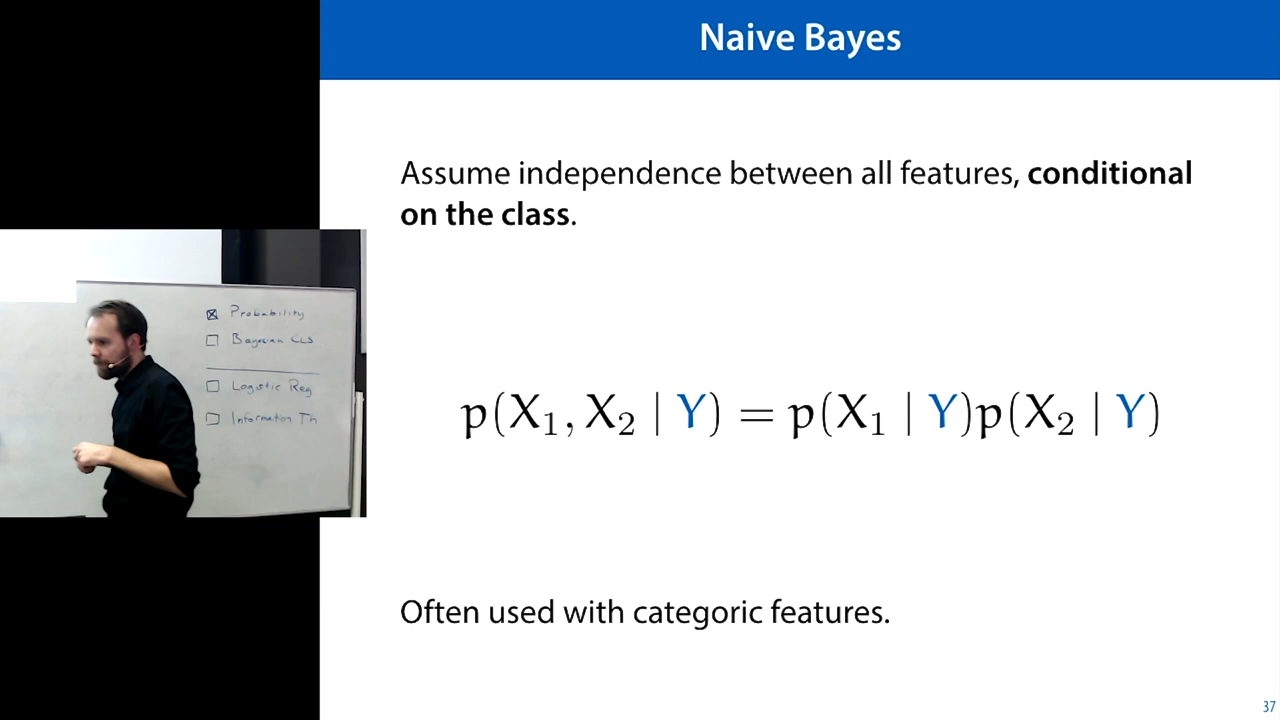 Naive Bayes
Assume independence between all features, conditional
on the class.
☒ Probability
☐ Bayesian CLS
☐ Logistic Reg
☐ Information Th
p(X₁, X₂ | Y) = p(X₁ | Y)p(X₂ | Y)
Often used with categoric features.
37